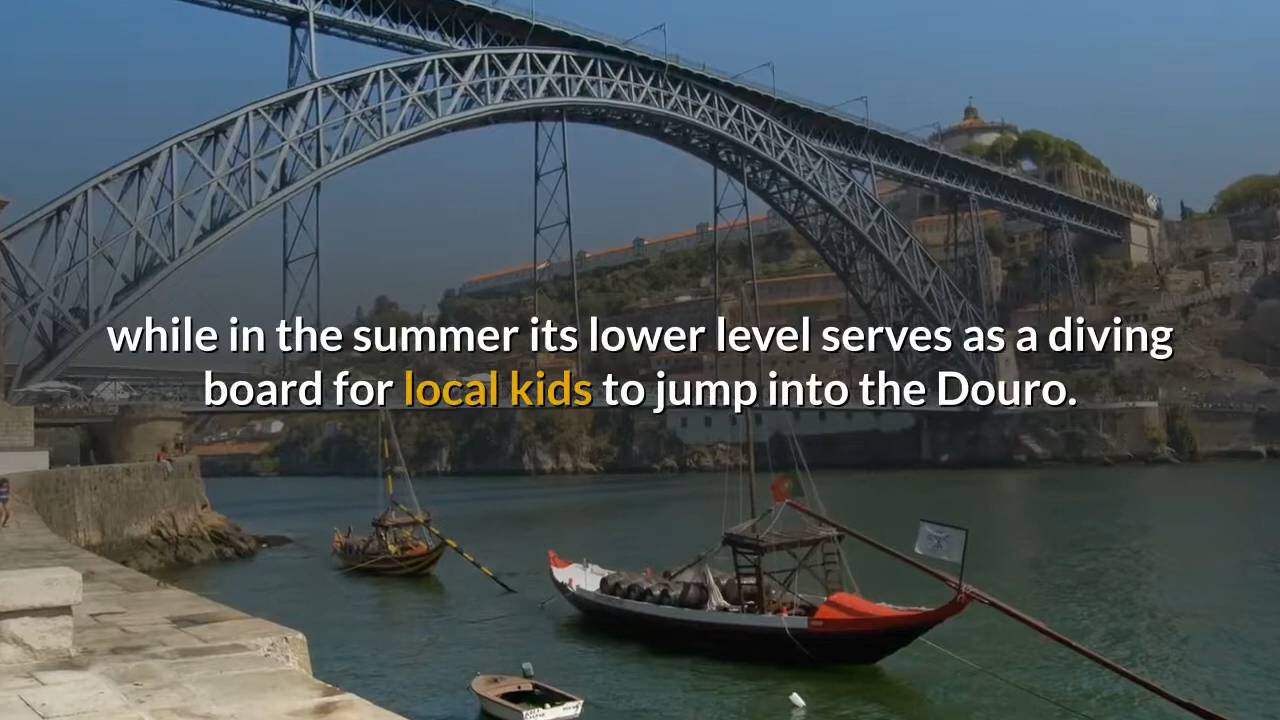 while in the summer its lower level serves as a diving
board for local kids to jump into the Douro.